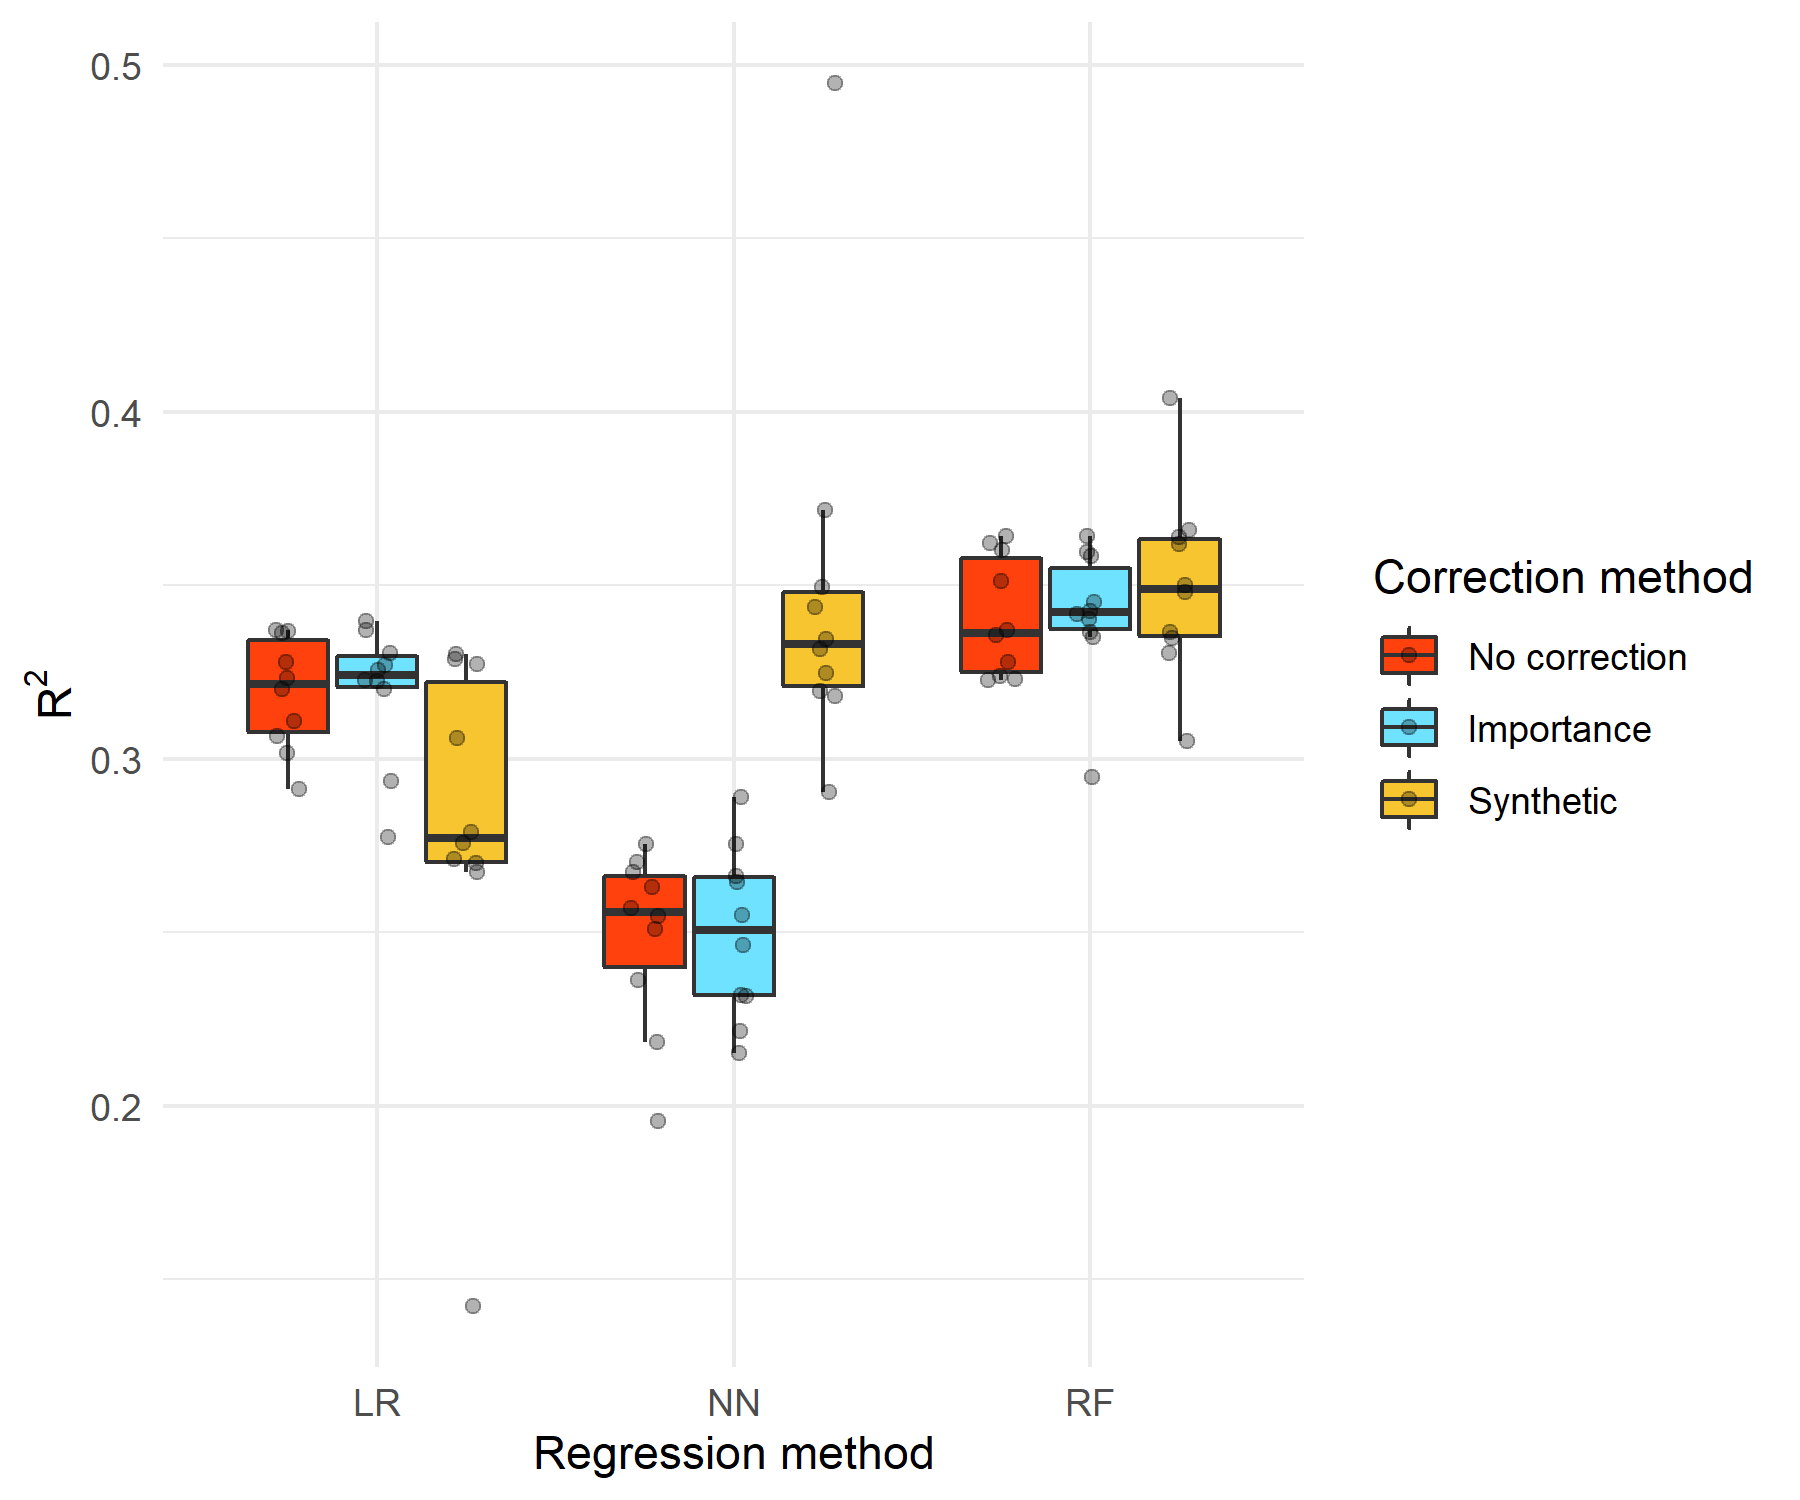 0.5
0.4
0.3
0.2
R²
LR
NN
RF
Regression method
Correction method
No correction
Importance
Synthetic